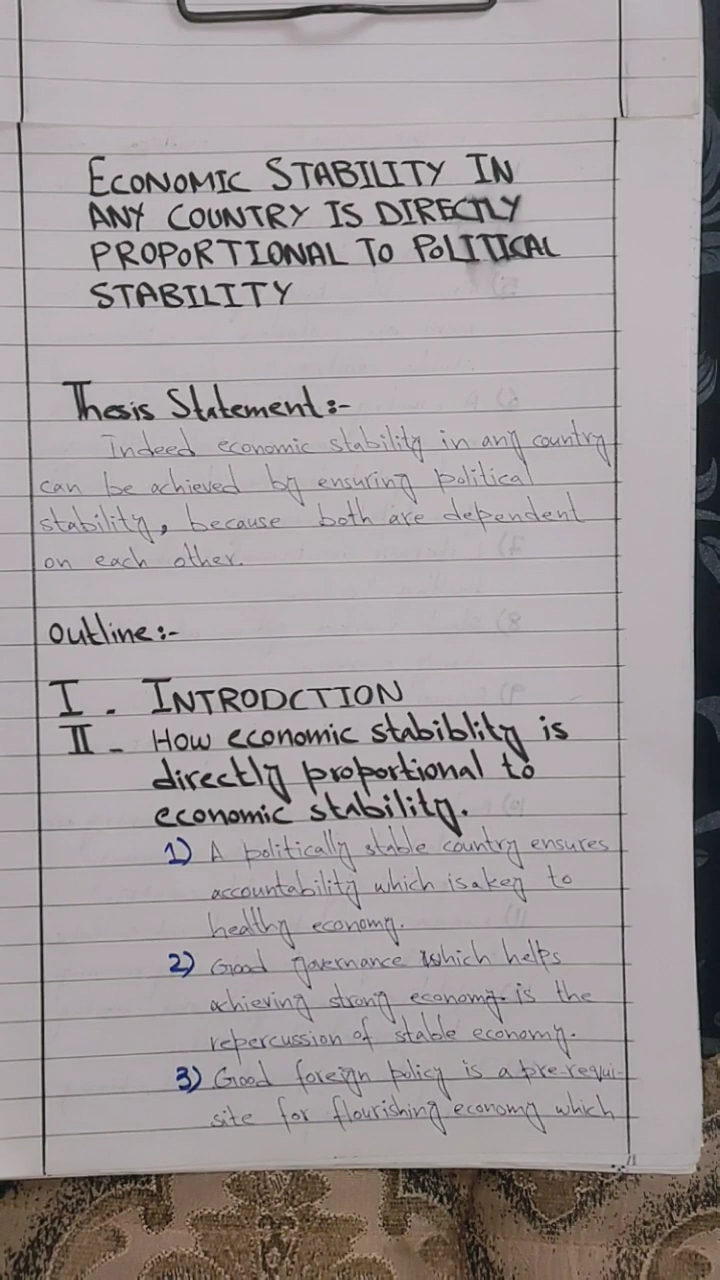 ECONOMIC STABILITY IN
ANY COUNTRY IS DIRECTLY
PROPORTIONAL TO POLITICAL
STABILITY
Thesis Statement:-
Indeed economic stability in any country
can be achieved by ensuring political
stability, because both are dependent
on each other.
Outline:-
I. INTRODCTION
II- How economic stabiblity is
directly proportional to
economic stability.
1) A politically stable country ensures
accountability which is a key to
healthy economy.
2) Good governance which helps
achieving strong economy is the
repercussion of stable economy.
3) Good foreign policy is a pre-requi-
site for flourishing economy which